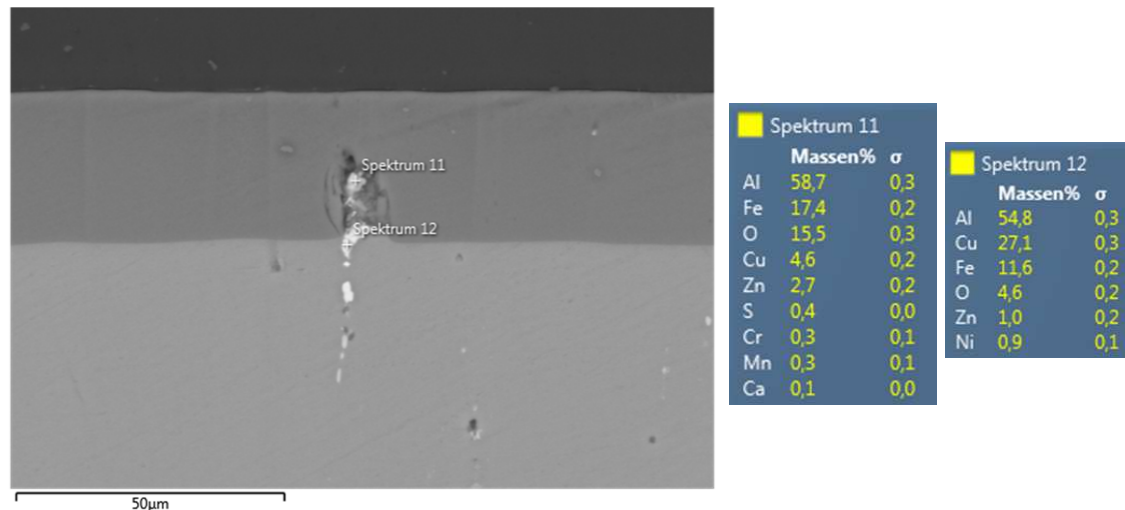 Spektrum 11
Spektrum 12
50µm
Spektrum 11
Massen% σ
Al 58,7 0,3
Fe 17,4 0,2
O 15,5 0,3
Cu 4,6 0,2
Zn 2,7 0,2
S 0,4 0,0
Cr 0,3 0,1
Mn 0,3 0,1
Ca 0,1 0,0
Spektrum 12
Massen% σ
Al 54,8 0,3
Cu 27,1 0,3
Fe 11,6 0,2
O 4,6 0,2
Zn 1,0 0,2
Ni 0,9 0,1